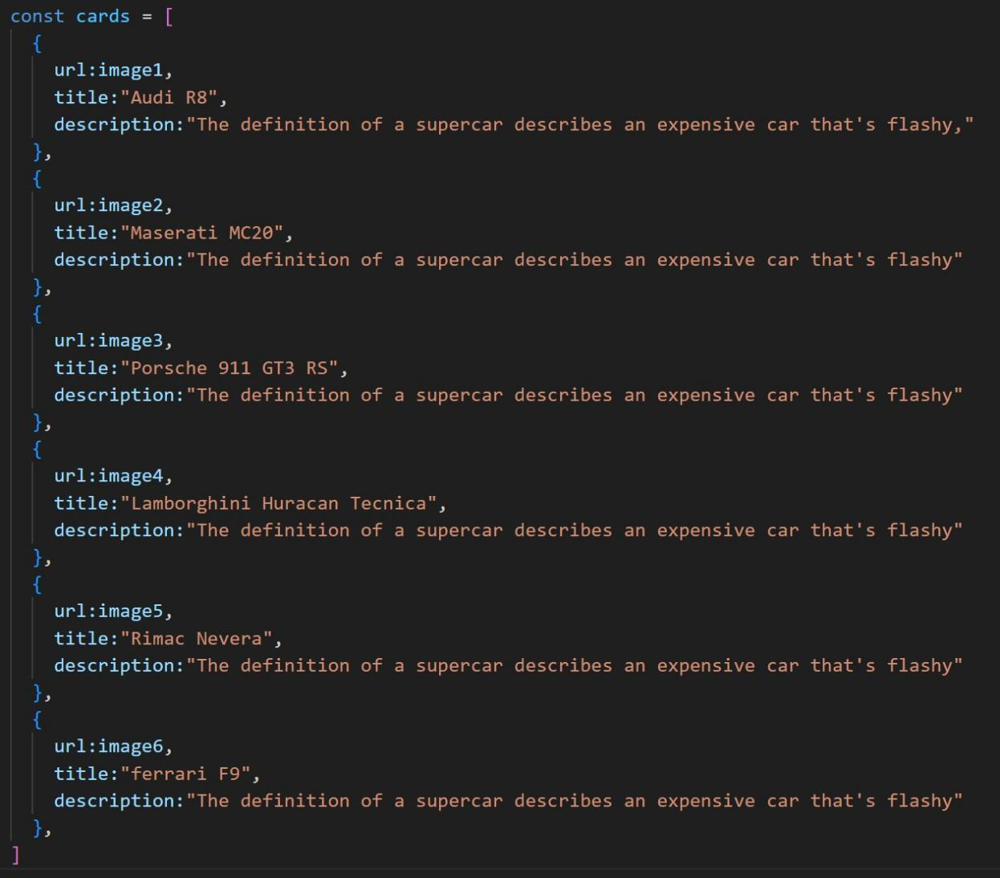 const cards = [
{
url:image1,
title:"Audi R8",
description:"The definition of a supercar describes an expensive car that's flashy,"
},
{
url:image2,
title:"Maserati MC20",
description:"The definition of a supercar describes an expensive car that's flashy"
},
{
url:image3,
title:"Porsche 911 GT3 RS",
description:"The definition of a supercar describes an expensive car that's flashy"
},
{
url:image4,
title:"Lamborghini Huracan Tecnica",
description:"The definition of a supercar describes an expensive car that's flashy"
},
{
url:image5,
title:"Rimac Nevera",
description:"The definition of a supercar describes an expensive car that's flashy"
},
{
url:image6,
title:"ferrari F9",
description:"The definition of a supercar describes an expensive car that's flashy"
},
]